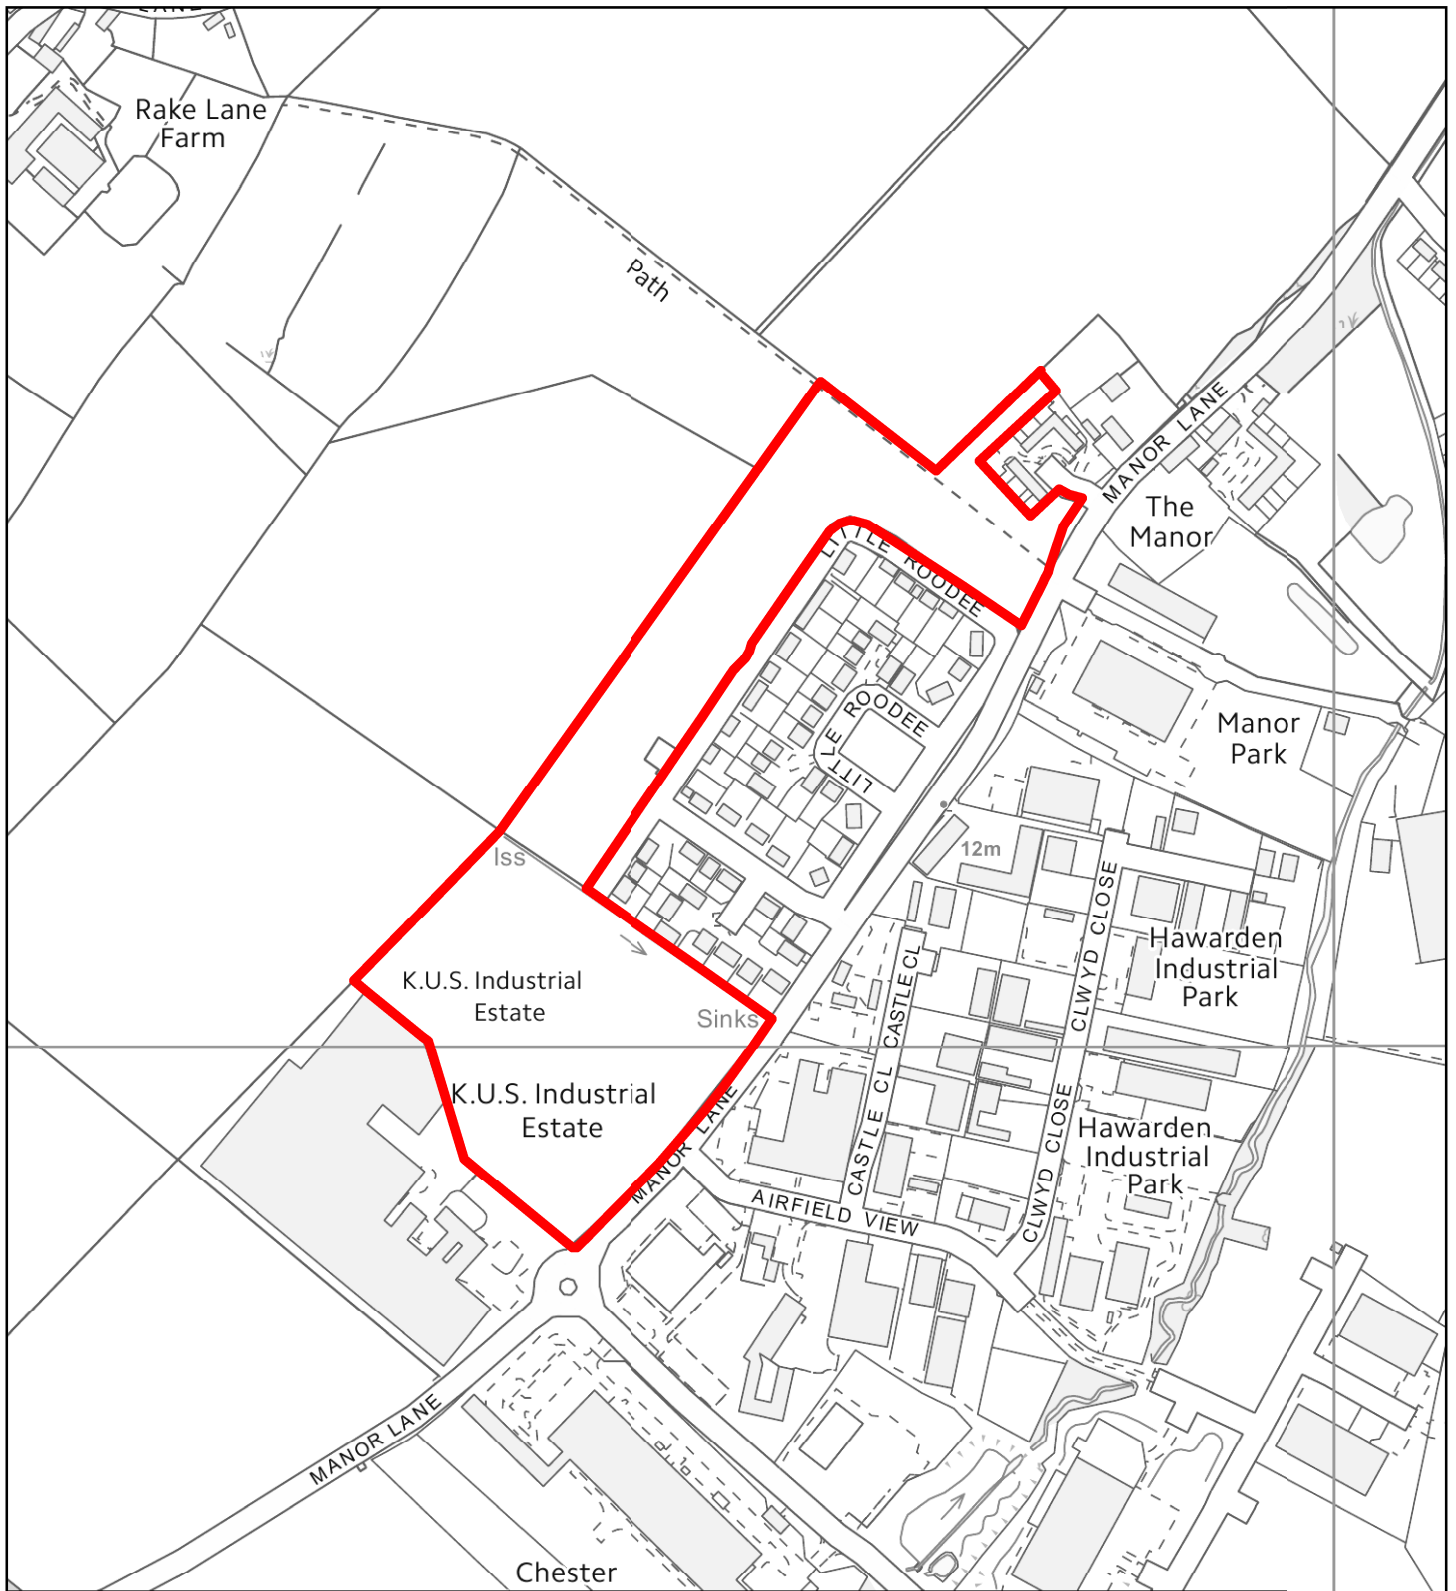 LANE
Rake Lane
Farm
Path
MANOR LANE
The
Manor
LITTLE ROODEE
LITTLE ROODEE
Manor
Park
12m
Iss
CLWYD CLOSE
Hawarden
Industrial
Park
CASTLE CL
K.U.S. Industrial
Estate
Sinks
K.U.S. Industrial
Estate
MANOR LANE
CASTLE CL
CLWYD CLOSE
Hawarden
Industrial
Park
AIRFIELD VIEW
MANOR LANE
Chester